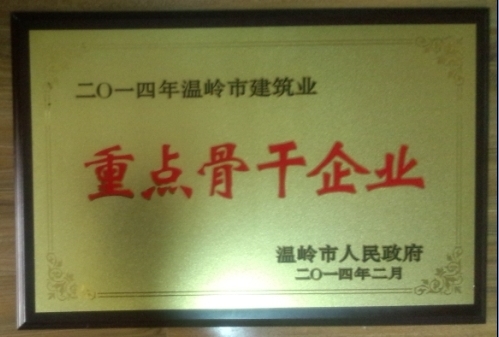 二〇一四年温岭市建筑业
重点骨干企业
温岭市人民政府
二〇一四年二月